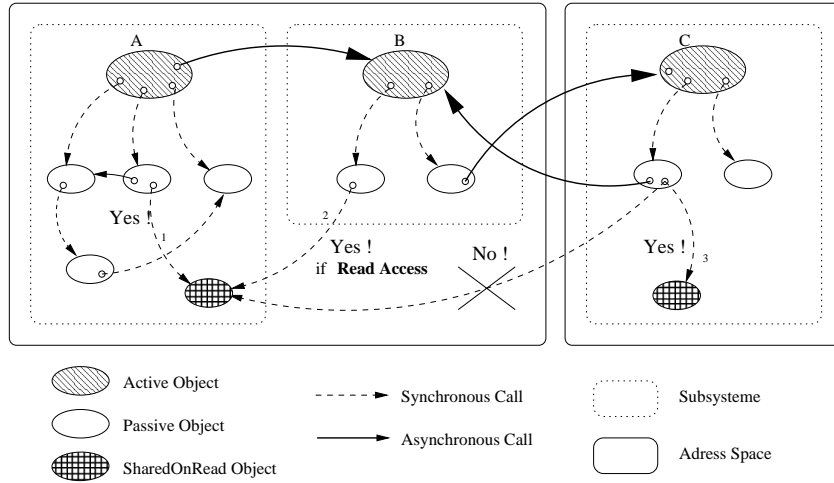 A
B
C
Yes !
1
2
Yes !
if Read Access
No !
Yes !
3
Active Object
Passive Object
SharedOnRead Object
Synchronous Call
Asynchronous Call
Subsysteme
Adress Space